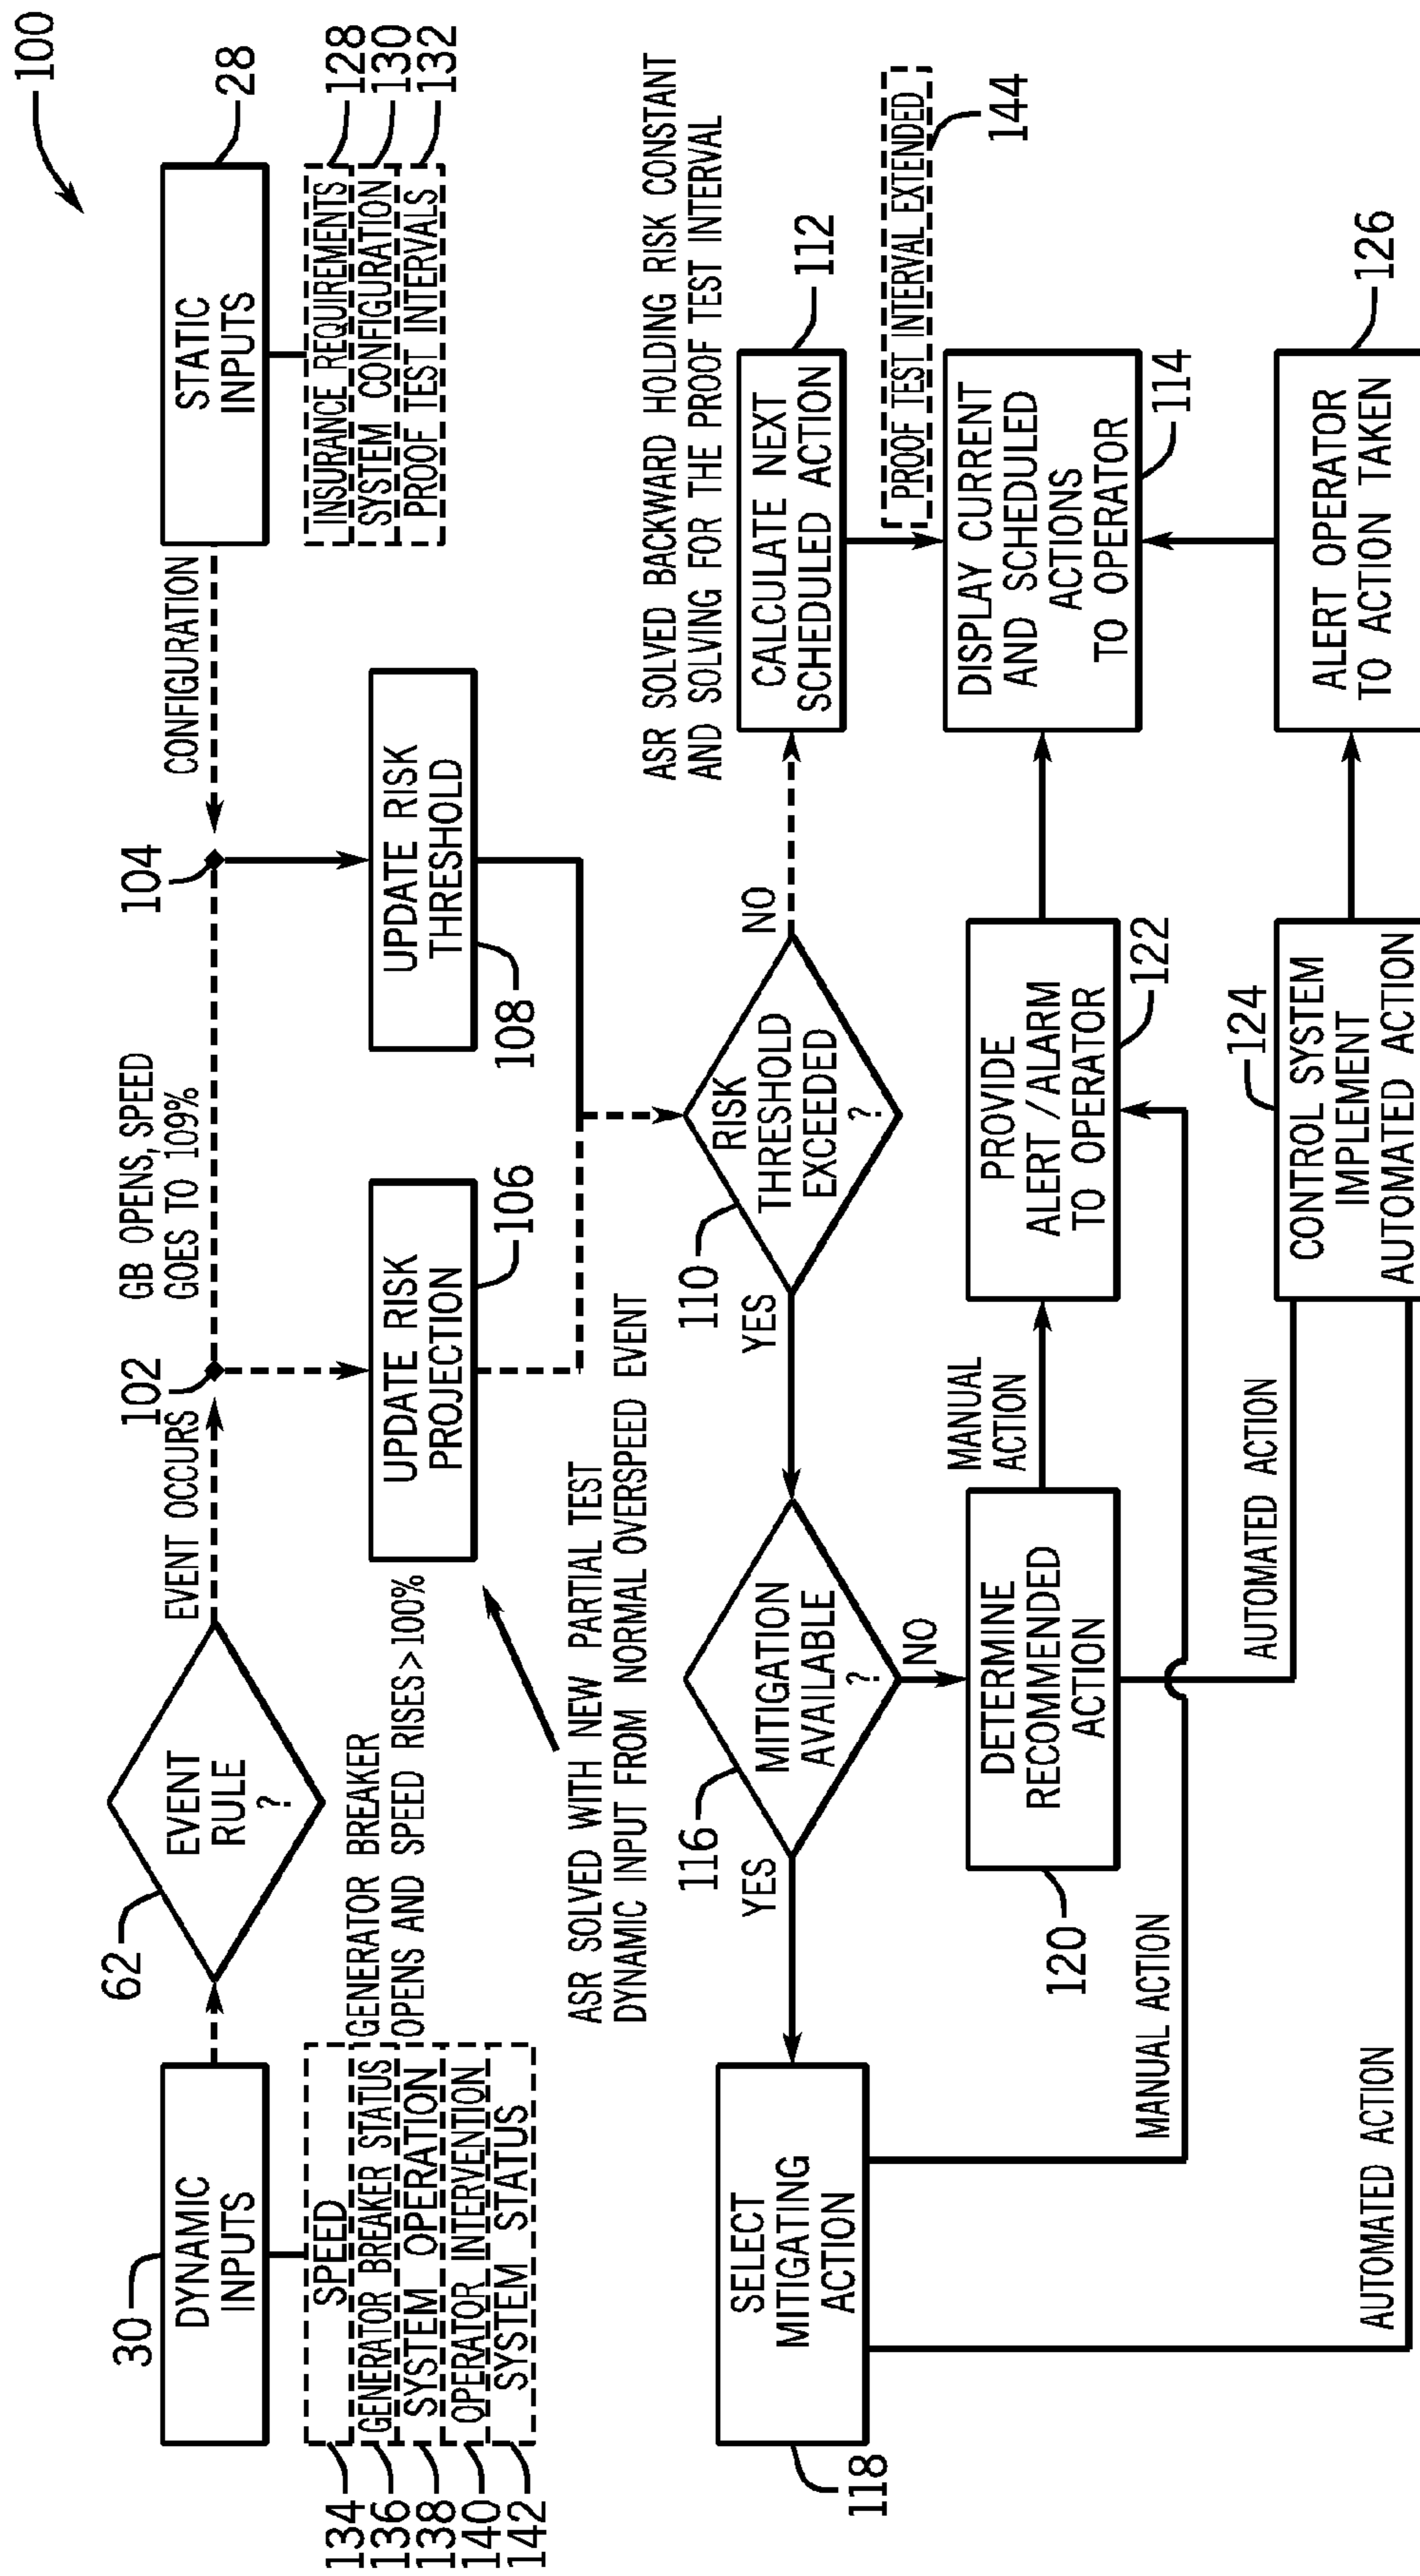 100
30
DYNAMIC
INPUTS
134
SPEED
136
GENERATOR BREAKER STATUS
138
SYSTEM OPERATION
140
OPERATOR INTERVENTION
142
SYSTEM STATUS
62
EVENT
RULE
?
GENERATOR BREAKER
OPENS AND SPEED RISES>100%
EVENT OCCURS
102
GB OPENS, SPEED
GOES TO 109%
104
CONFIGURATION
STATIC
INPUTS
28
INSURANCE REQUIREMENTS
128
SYSTEM CONFIGURATION
130
PROOF TEST INTERVALS
132
UPDATE RISK
PROJECTION
106
UPDATE RISK
THRESHOLD
108
ASR SOLVED WITH NEW PARTIAL TEST
DYNAMIC INPUT FROM NORMAL OVERSPEED EVENT
ASR SOLVED BACKWARD HOLDING RISK CONSTANT
AND SOLVING FOR THE PROOF TEST INTERVAL
SELECT
MITIGATING
ACTION
118
YES
116
MITIGATION
AVAILABLE
?
NO
YES
110
RISK
THRESHOLD
EXCEEDED
?
NO
CALCULATE NEXT
SCHEDULED ACTION
112
PROOF TEST INTERVAL EXTENDED
144
DETERMINE
RECOMMENDED
ACTION
120
MANUAL
ACTION
PROVIDE
ALERT/ALARM
TO OPERATOR
122
DISPLAY CURRENT
AND SCHEDULED
ACTIONS
TO OPERATOR
114
MANUAL ACTION
AUTOMATED ACTION
124
CONTROL SYSTEM
IMPLEMENT
AUTOMATED ACTION
ALERT OPERATOR
TO ACTION TAKEN
126
AUTOMATED ACTION